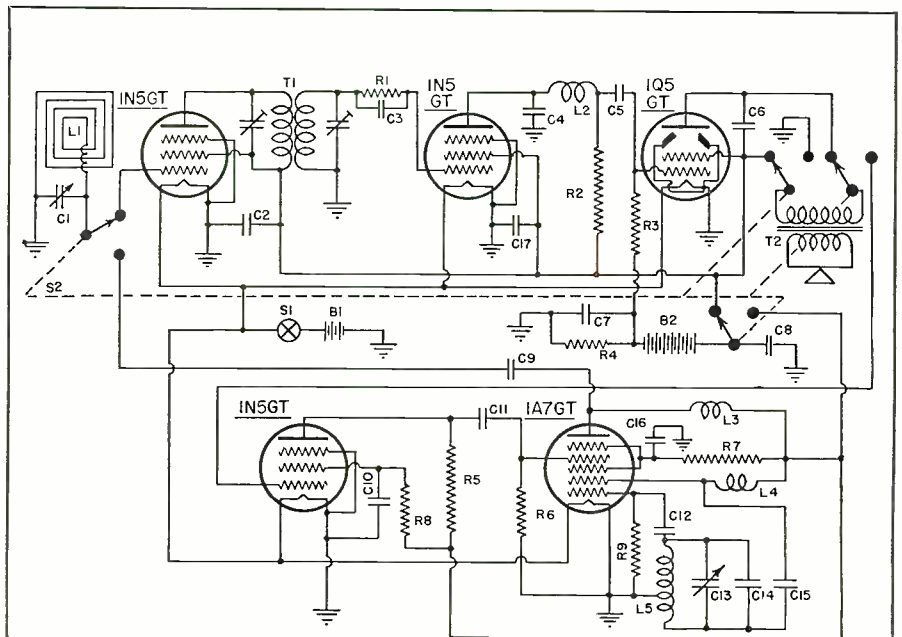 T1
R1
1N5GT
1N5
GT
1Q5
GT
L1
C3
C4
L2
C5
C6
C1
C2
C17
R2
R3
T2
S2
S1
B1
C7
R4
B2
C8
C9
1N5GT
C11
1A7GT
C16
L3
R7
L4
C10
R8
R5
R6
C12
R9
L5
C13
C14
C15